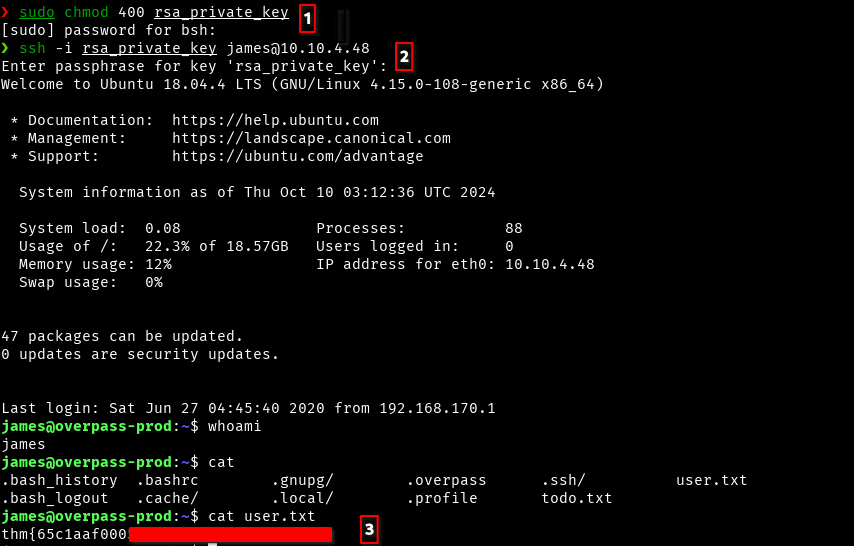 ❯ sudo chmod 400 rsa_private_key 1
[sudo] password for bsh:
❯ ssh -i rsa_private_key james@10.10.4.48
Enter passphrase for key 'rsa_private_key': 2
Welcome to Ubuntu 18.04.4 LTS (GNU/Linux 4.15.0-108-generic x86_64)
* Documentation: https://help.ubuntu.com
* Management: https://landscape.canonical.com
* Support: https://ubuntu.com/advantage
System information as of Thu Oct 10 03:12:36 UTC 2024
System load: 0.08 Processes: 88
Usage of /: 22.3% of 18.57GB Users logged in: 0
Memory usage: 12% IP address for eth0: 10.10.4.48
Swap usage: 0%
47 packages can be updated.
0 updates are security updates.
Last login: Sat Jun 27 04:45:40 2020 from 192.168.170.1
james@overpass-prod:~$ whoami
james
james@overpass-prod:~$ cat
.bash_history .bashrc .gnupg/ .overpass .ssh/ user.txt
.bash_logout .cache/ .local/ .profile todo.txt
james@overpass-prod:~$ cat user.txt 3
thm{65c1aaf000